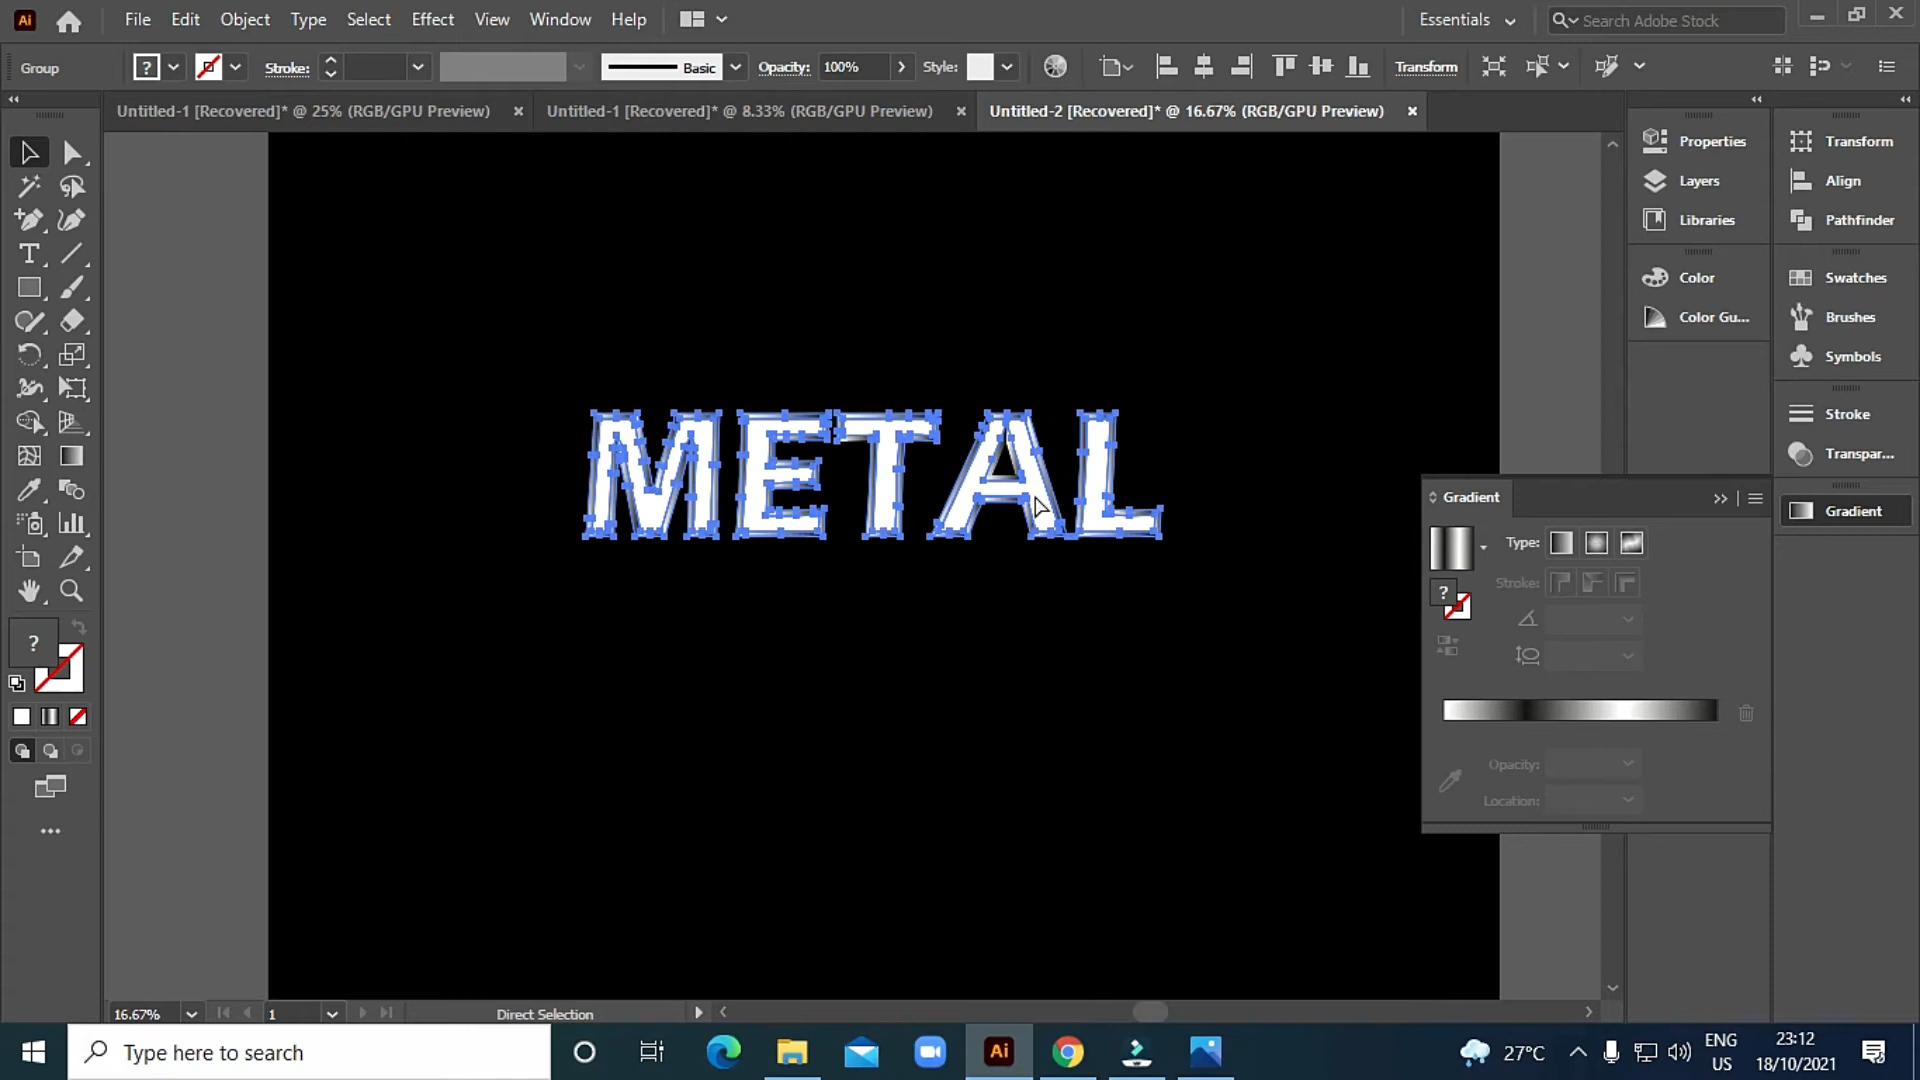 Ai File Edit Object Type Select Effect View Window Help Essentials Search Adobe Stock
Group ? Stroke: Basic Opacity: 100% Style: Transform
Untitled-1 [Recovered]* @ 25% (RGB/GPU Preview) Untitled-1 [Recovered]* @ 8.33% (RGB/GPU Preview) Untitled-2 [Recovered]* @ 16.67% (RGB/GPU Preview)
Properties Transform
Layers Align
Libraries Pathfinder
Color Swatches
Color Gu... Brushes
Symbols
Stroke
Transpar...
Gradient
METAL
Gradient
Type:
Stroke:
?
Opacity:
Location:
?
16.67% 1 Direct Selection
Type here to search Ai 27°C ENG US 23:12 18/10/2021